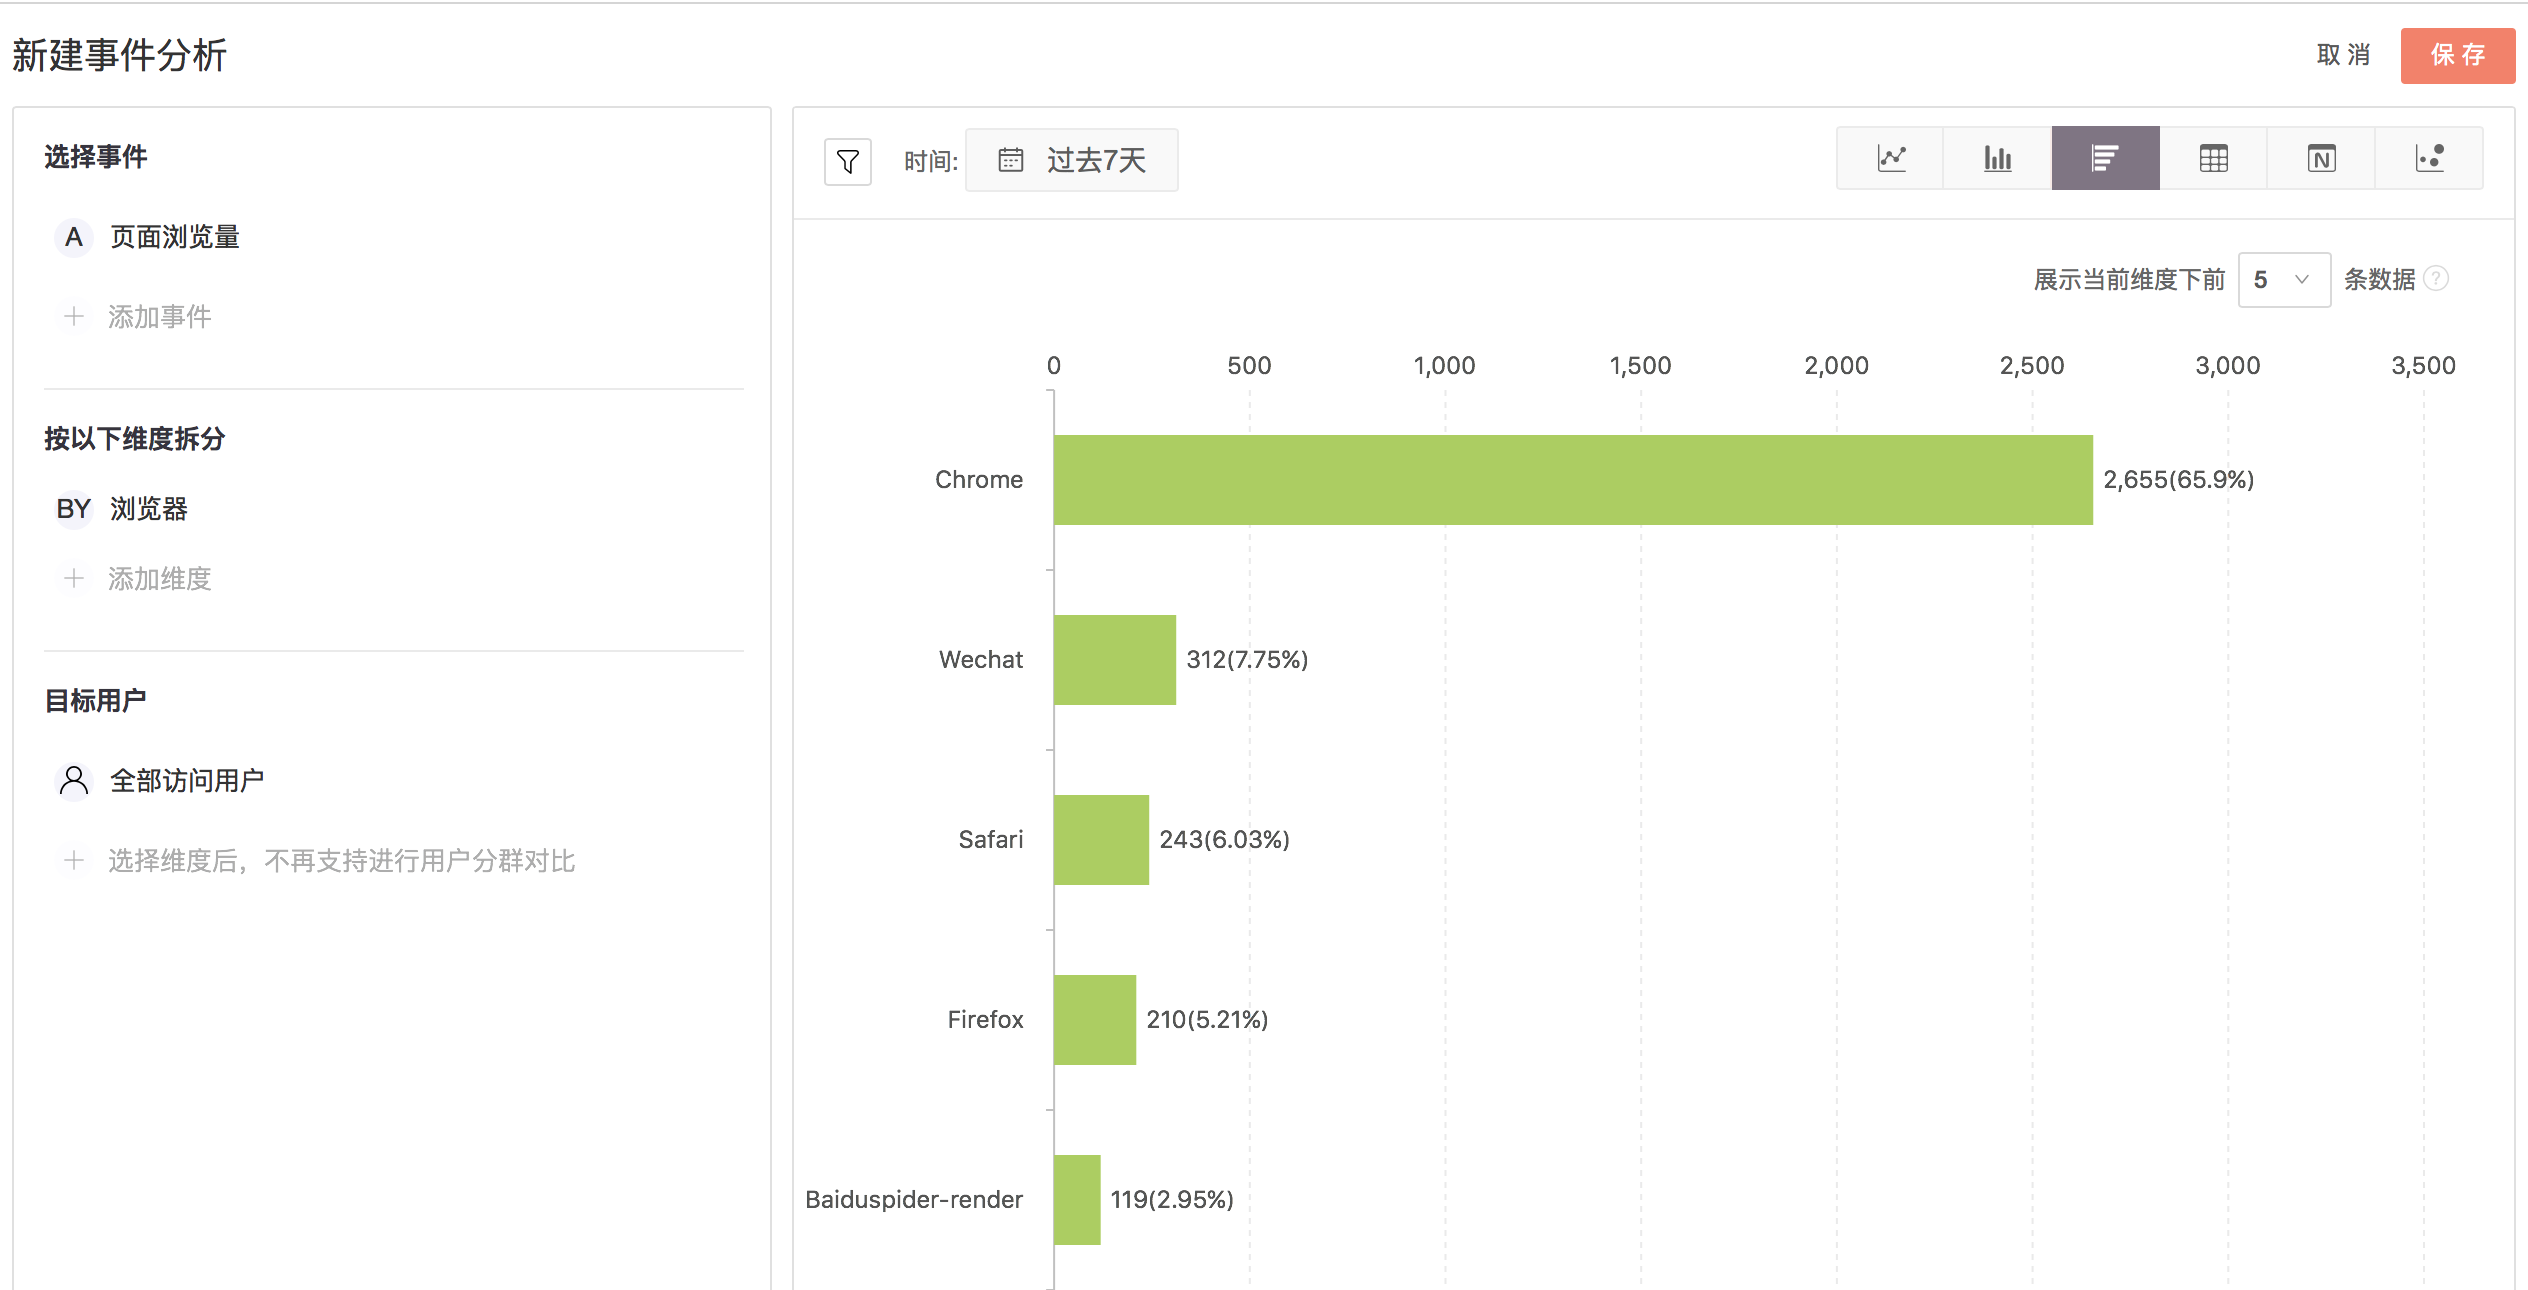 新建事件分析
取 消
保 存
选择事件
A 页面浏览量
添加事件
按以下维度拆分
BY 浏览器
添加维度
目标用户
全部访问用户
选择维度后，不再支持进行用户分群对比
时间: 过去7天
N
展示当前维度下前 5 条数据 ?
0 500 1,000 1,500 2,000 2,500 3,000 3,500
Chrome 2,655(65.9%)
Wechat 312(7.75%)
Safari 243(6.03%)
Firefox 210(5.21%)
Baiduspider-render 119(2.95%)